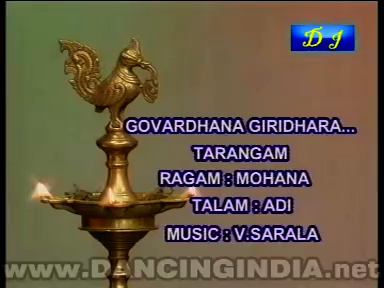 D J
GOVARDHANA GIRIDHARA...
TARANGAM
RAGAM : MOHANA
TALAM : ADI
MUSIC : V.SARALA
www.DANCINGINDIA.net